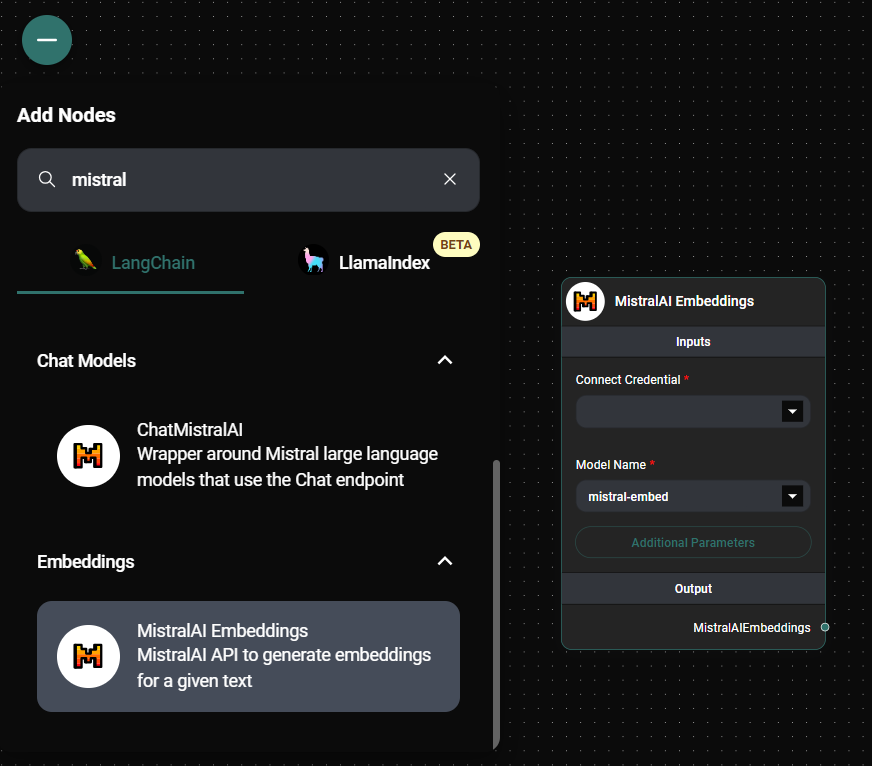 Add Nodes
mistral
LangChain
LlamaIndex
BETA
Chat Models
ChatMistralAI
Wrapper around Mistral large language
models that use the Chat endpoint
Embeddings
MistralAI Embeddings
MistralAI API to generate embeddings
for a given text
MistralAI Embeddings
Inputs
Connect Credential *
Model Name *
mistral-embed
Additional Parameters
Output
MistralAIEmbeddings